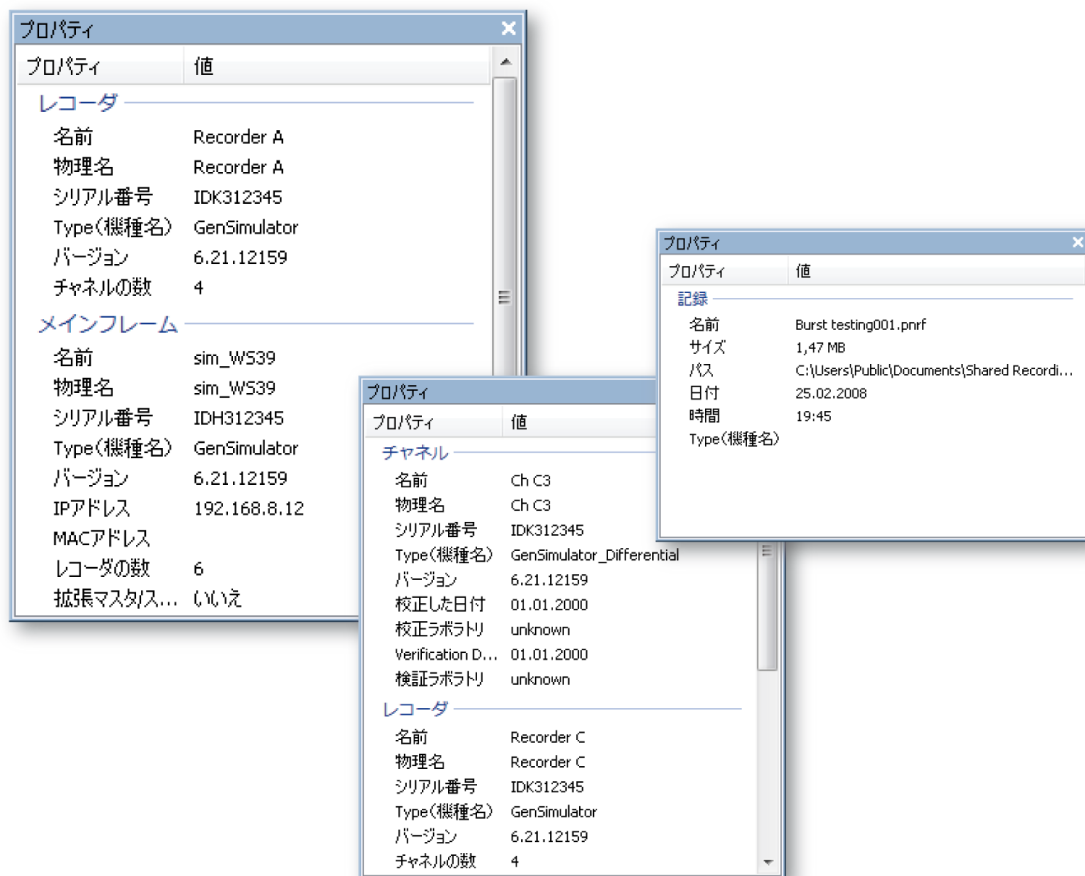 プロパティ
プロパティ 値
レコーダ
名前 Recorder A
物理名 Recorder A
シリアル番号 IDK312345
Type(機種名) GenSimulator
バージョン 6.21.12159
チャネルの数 4
メインフレーム
名前 sim_WS39
物理名 sim_WS39
シリアル番号 IDH312345
Type(機種名) GenSimulator
バージョン 6.21.12159
IPアドレス 192.168.8.12
MACアドレス
レコーダの数 6
拡張マスタ/ス... いいえ
プロパティ
プロパティ 値
チャネル
名前 Ch C3
物理名 Ch C3
シリアル番号 IDK312345
Type(機種名) GenSimulator_Differential
バージョン 6.21.12159
校正した日付 01.01.2000
校正ラボラトリ unknown
Verification D... 01.01.2000
検証ラボラトリ unknown
レコーダ
名前 Recorder C
物理名 Recorder C
シリアル番号 IDK312345
Type(機種名) GenSimulator
バージョン 6.21.12159
チャネルの数 4
プロパティ
プロパティ 値
記録
名前 Burst testing001.pnrf
サイズ 1,47 MB
パス C:\Users\Public\Documents\Shared Recordi...
日付 25.02.2008
時間 19:45
Type(機種名)